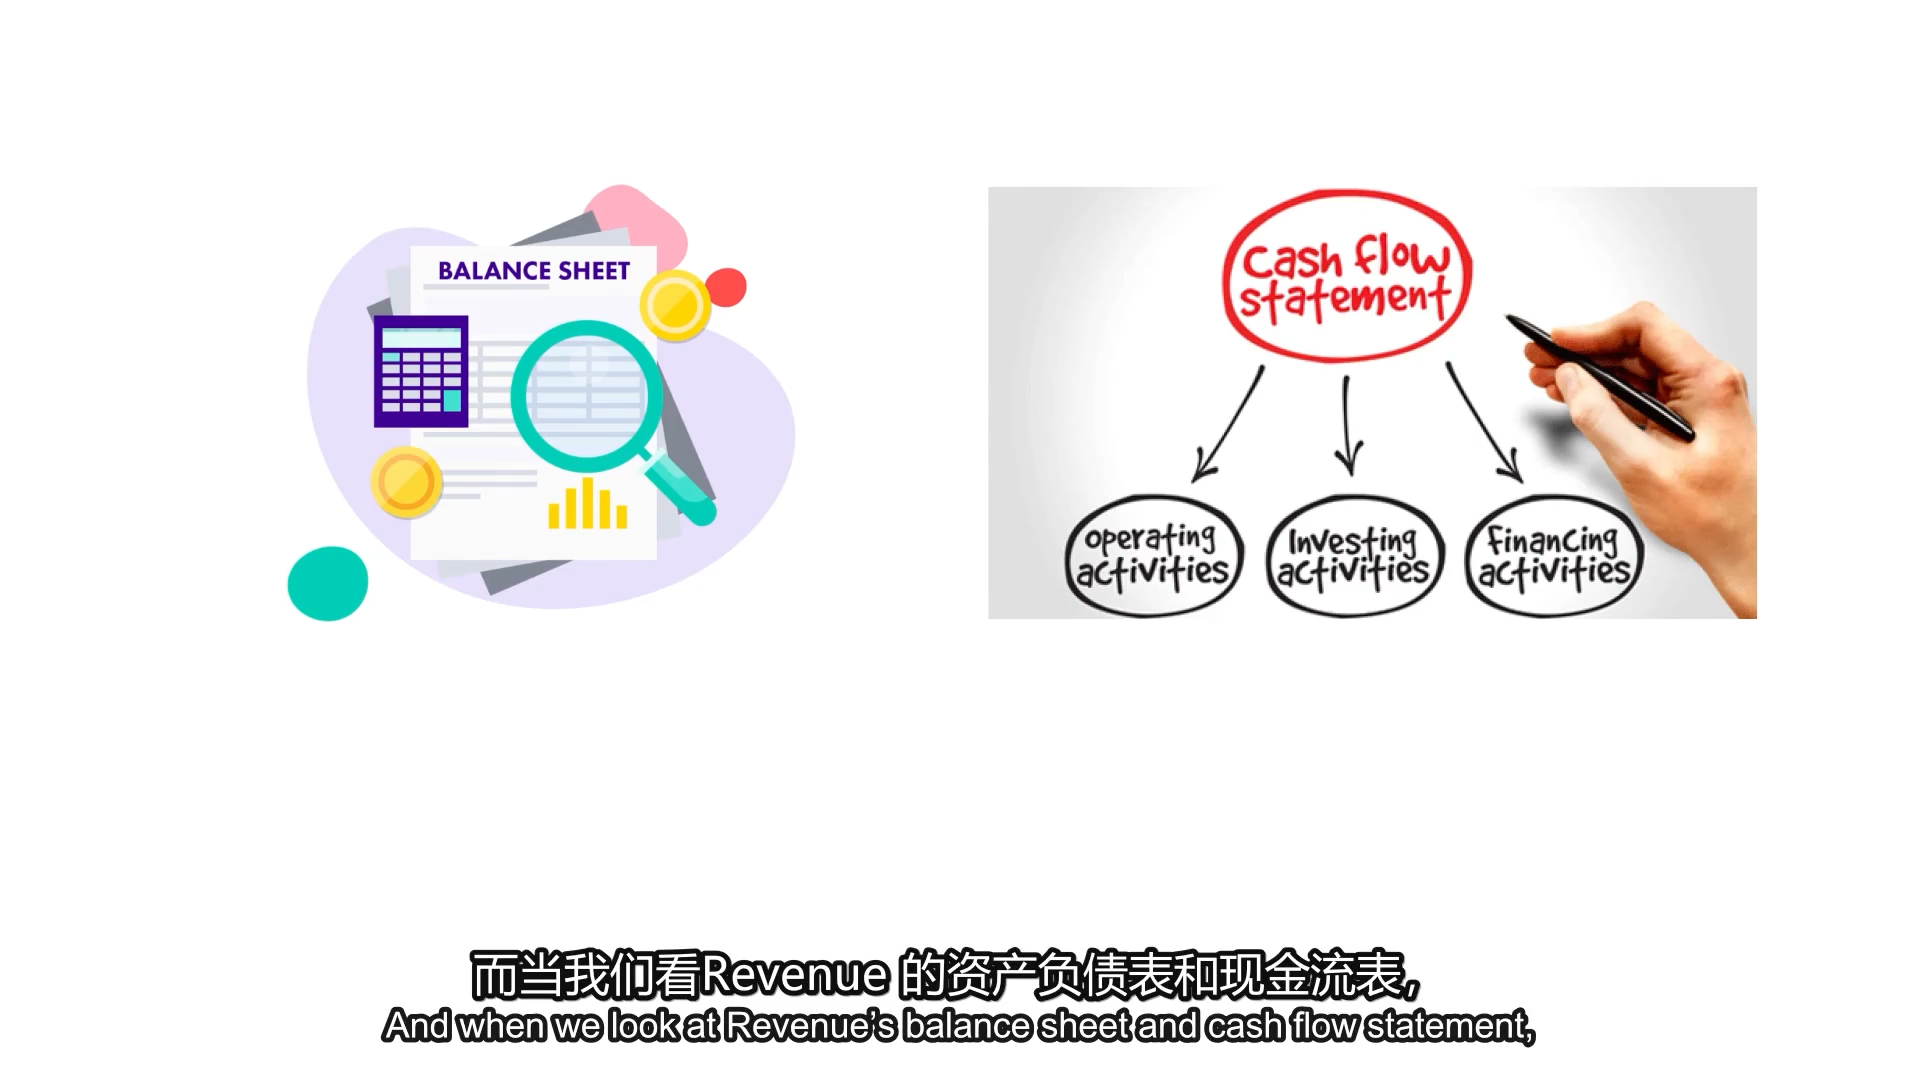 BALANCE SHEET
Cash flow
statement
operating
activities
Investing
activities
Financing
activities
而当我们看Revenue 的资产负债表和现金流表，
And when we look at Revenue's balance sheet and cash flow statement,